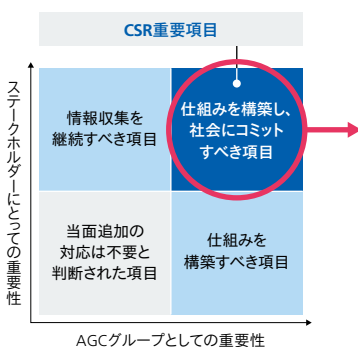 CSR重要項目
ステークホルダーにとっての重要性
情報収集を
継続すべき項目
仕組みを構築し、
社会にコミット
すべき項目
当面追加の
対応は不要と
判断された項目
仕組みを
構築すべき項目
AGCグループとしての重要性